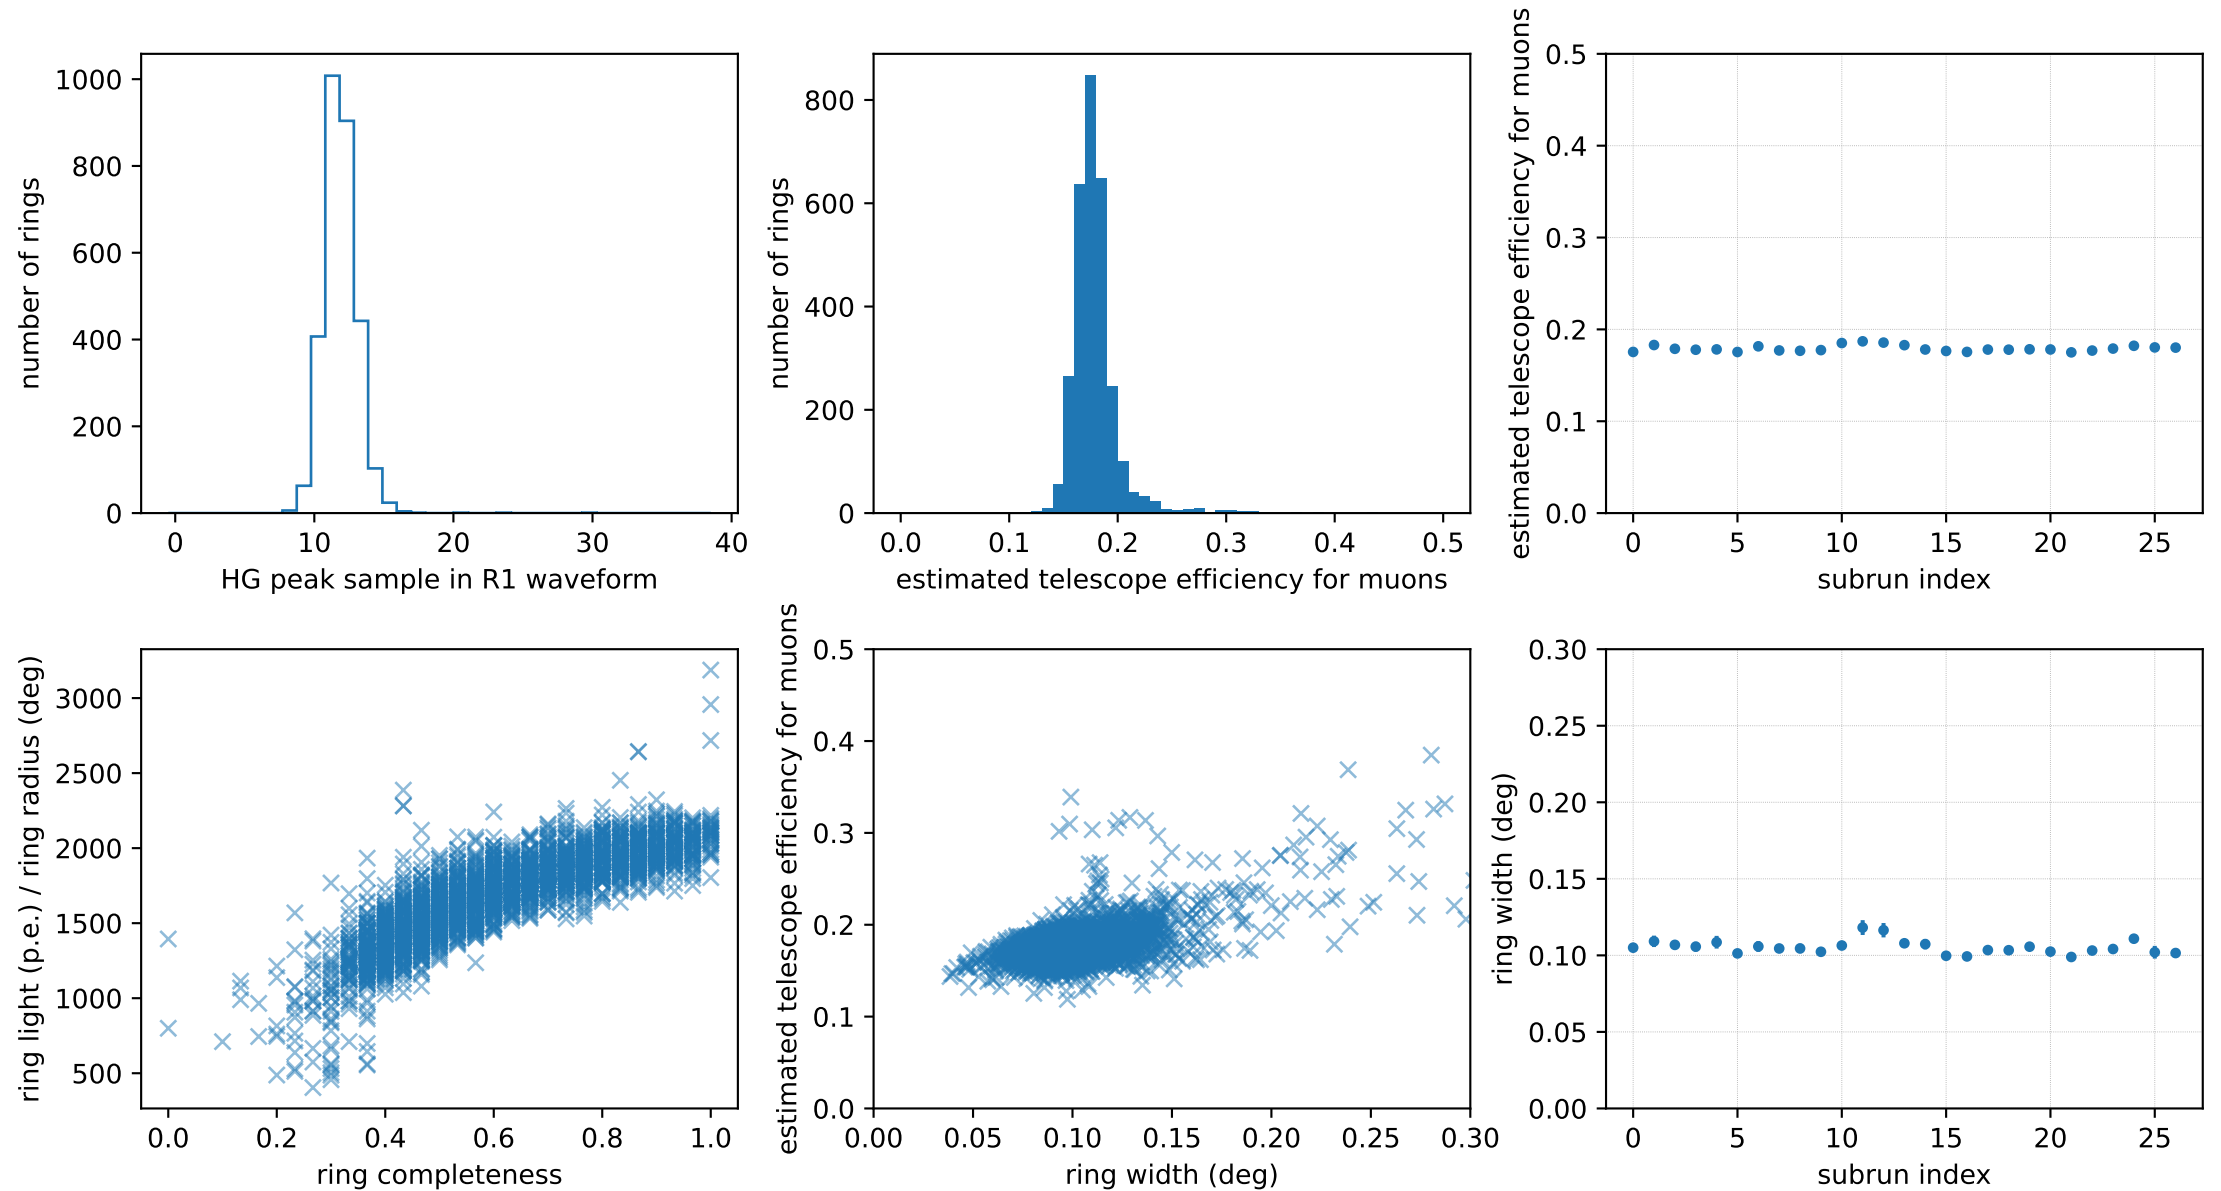 1000
800
600
400
200
0
number of rings
0 10 20 30 40
HG peak sample in R1 waveform
800
600
400
200
0
number of rings
0.0 0.1 0.2 0.3 0.4 0.5
estimated telescope efficiency for muons
0.5
0.4
0.3
0.2
0.1
0.0
estimated telescope efficiency for muons
0 5 10 15 20 25
subrun index
3000
2500
2000
1500
1000
500
ring light (p.e.) / ring radius (deg)
0.0 0.2 0.4 0.6 0.8 1.0
ring completeness
0.5
0.4
0.3
0.2
0.1
0.0
estimated telescope efficiency for muons
0.00 0.05 0.10 0.15 0.20 0.25 0.30
ring width (deg)
0.30
0.25
0.20
0.15
0.10
0.05
0.00
ring width (deg)
0 5 10 15 20 25
subrun index